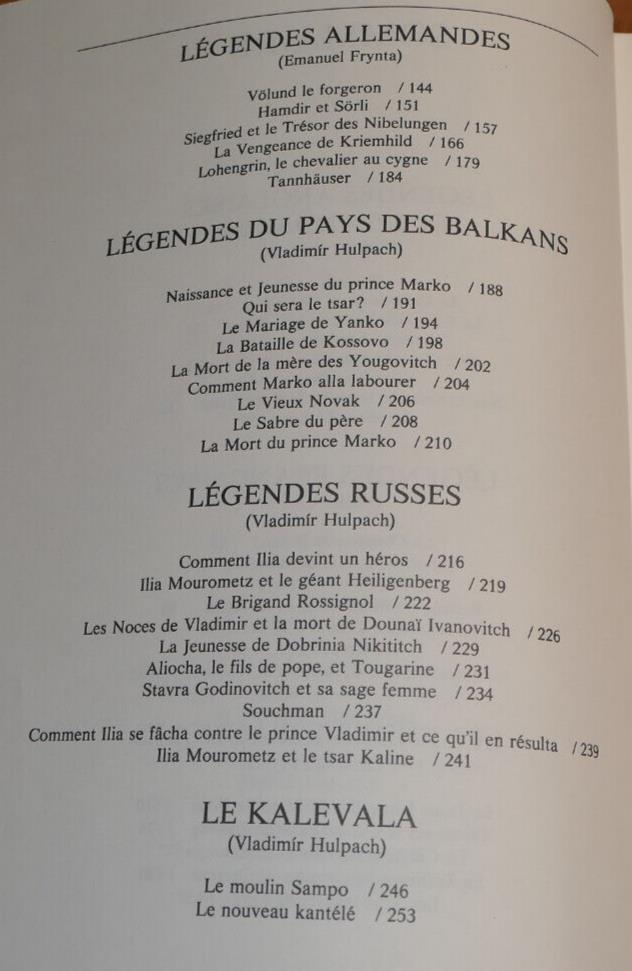 LÉGENDES ALLEMANDES
(Emanuel Frynta)
Völund le forgeron / 144
Hamdir et Sörli / 151
Siegfried et le Trésor des Nibelungen / 157
La Vengeance de Kriemhild / 166
Lohengrin, le chevalier au cygne / 179
Tannhäuser / 184
LÉGENDES DU PAYS DES BALKANS
(Vladimír Hulpach)
Naissance et Jeunesse du prince Marko / 188
Qui sera le tsar? / 191
Le Mariage de Yanko / 194
La Bataille de Kossovo / 198
La Mort de la mère des Yougovitch / 202
Comment Marko alla labourer / 204
Le Vieux Novak / 206
Le Sabre du père / 208
La Mort du prince Marko / 210
LÉGENDES RUSSES
(Vladimír Hulpach)
Comment Ilia devint un héros / 216
Ilia Mourometz et le géant Heiligenberg / 219
Le Brigand Rossignol / 222
Les Noces de Vladimir et la mort de Dounaï Ivanovitch / 226
La Jeunesse de Dobrinia Nikititch / 229
Aliocha, le fils de pope, et Tougarine / 231
Stavra Godinovitch et sa sage femme / 234
Souchman / 237
Comment Ilia se fâcha contre le prince Vladimir et ce qu'il en résulta / 239
Ilia Mourometz et le tsar Kaline / 241
LE KALEVALA
(Vladimír Hulpach)
Le moulin Sampo / 246
Le nouveau kantélé / 253